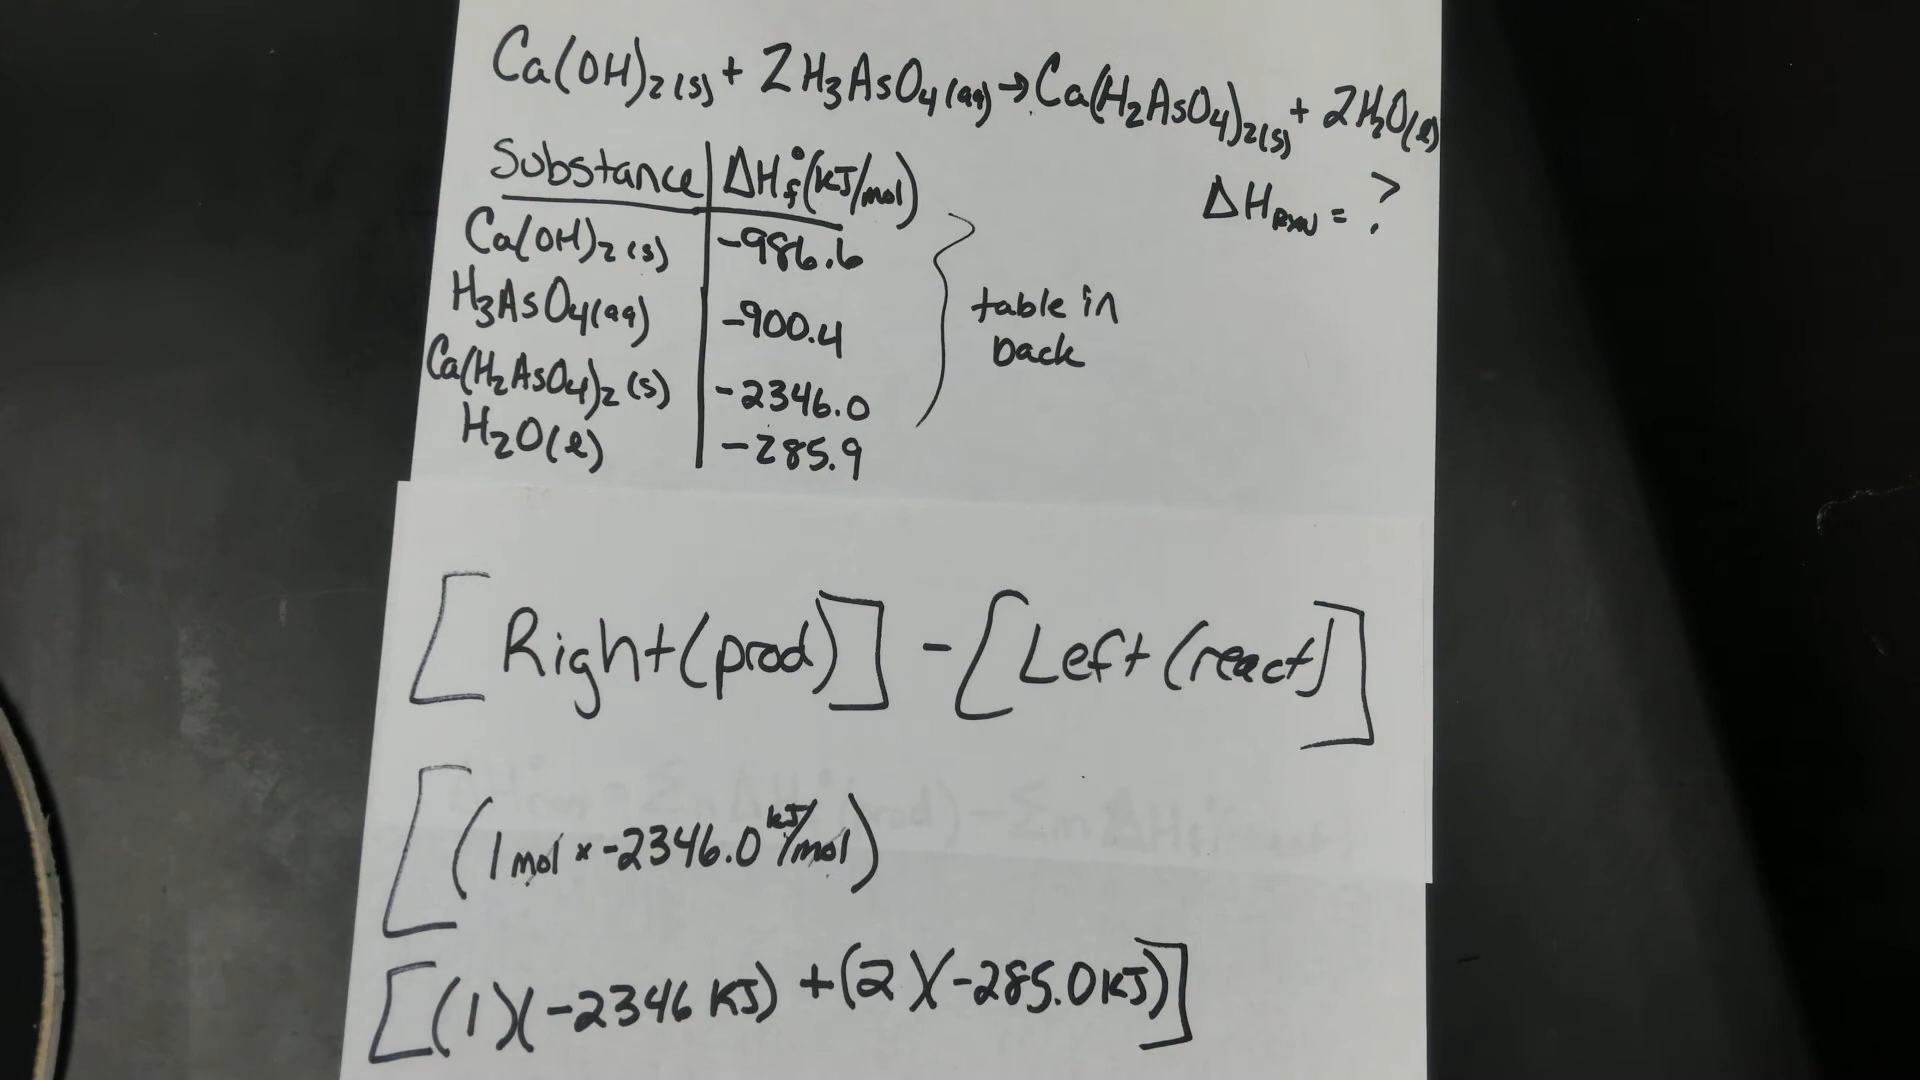 Ca(OH)₂(s) + 2H₃AsO₄(aq) → Ca(H₂AsO₄)₂(s) + 2H₂O(l)
ΔH_RXN = ?
Substance | ΔH°f (kJ/mol)
Ca(OH)₂(s) | -986.6
H₃AsO₄(aq) | -900.4
Ca(H₂AsO₄)₂(s) | -2346.0
H₂O(l) | -285.9
table in
back
[Right(prod)] - [Left(react)]
[(1 mol × -2346.0 kJ/mol)
[(1)(-2346 KJ) + (2)(-285.0 KJ)]